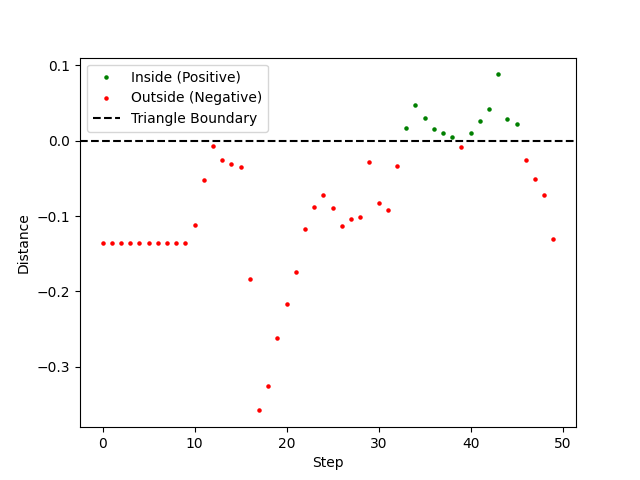 0.1
0.0
−0.1
−0.2
−0.3
Distance
Inside (Positive)
Outside (Negative)
Triangle Boundary
0 10 20 30 40 50
Step